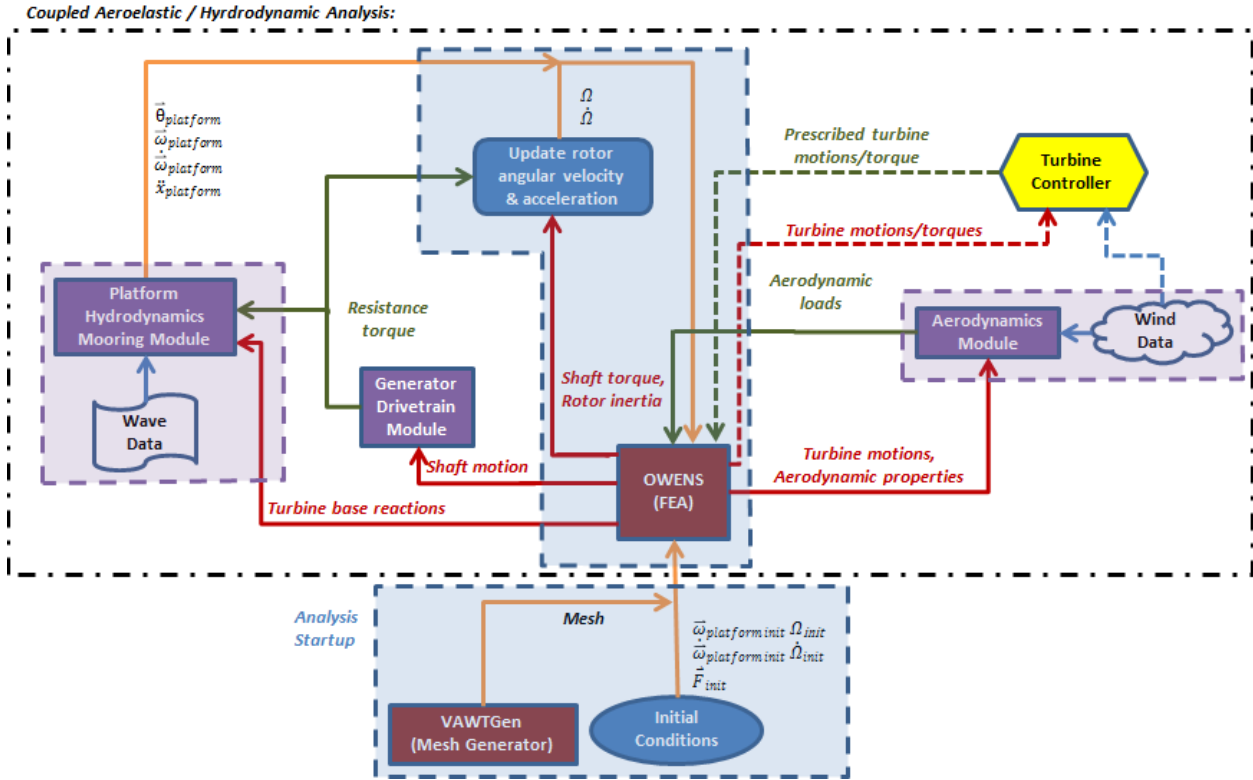 Coupled Aeroelastic / Hyrdrodynamic Analysis:
θ⃗ platform
ω⃗ platform
ω⃗̇ platform
ẍ platform
Ω
Ω̇
Update rotor
angular velocity
& acceleration
Prescribed turbine
motions/torque
Turbine
Controller
Turbine motions/torques
Platform
Hydrodynamics
Mooring Module
Resistance
torque
Aerodynamic
loads
Aerodynamics
Module
Wind
Data
Wave
Data
Generator
Drivetrain
Module
Shaft torque,
Rotor inertia
Shaft motion
OWENS
(FEA)
Turbine motions,
Aerodynamic properties
Turbine base reactions
Analysis
Startup
Mesh
ω⃗ platform init Ω init
ω⃗̇ platform init Ω̇ init
F⃗ init
VAWTGen
(Mesh Generator)
Initial
Conditions